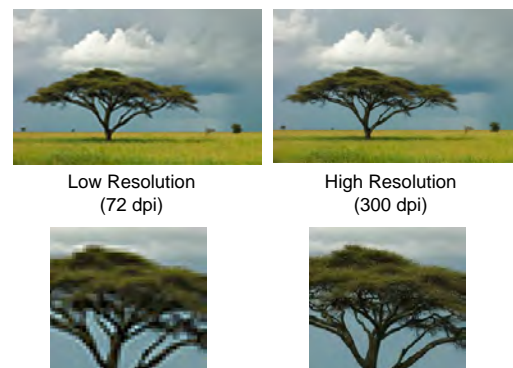 Low Resolution
(72 dpi)
High Resolution
(300 dpi)